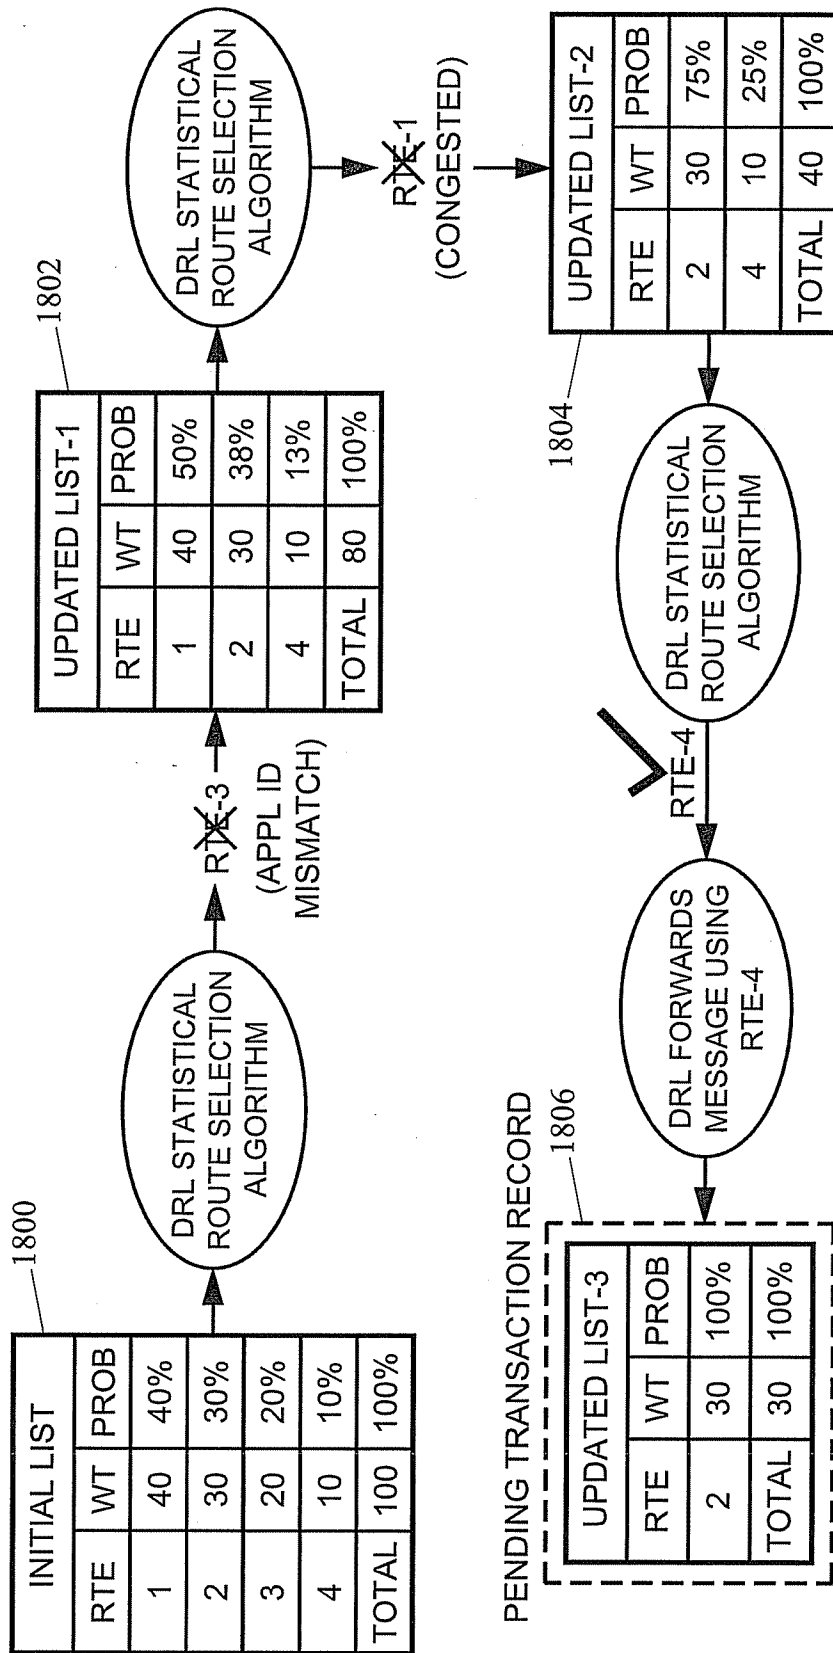 1800
INITIAL LIST
RTE WT PROB
1 40 40%
2 30 30%
3 20 20%
4 10 10%
TOTAL 100 100%
DRL STATISTICAL
ROUTE SELECTION
ALGORITHM
RTE-3
(APPL ID
MISMATCH)
1802
UPDATED LIST-1
RTE WT PROB
1 40 50%
2 30 38%
4 10 13%
TOTAL 80 100%
DRL STATISTICAL
ROUTE SELECTION
ALGORITHM
RTE-1
(CONGESTED)
1804
UPDATED LIST-2
RTE WT PROB
2 30 75%
4 10 25%
TOTAL 40 100%
DRL STATISTICAL
ROUTE SELECTION
ALGORITHM
RTE-4
DRL FORWARDS
MESSAGE USING
RTE-4
PENDING TRANSACTION RECORD
1806
UPDATED LIST-3
RTE WT PROB
2 30 100%
TOTAL 30 100%